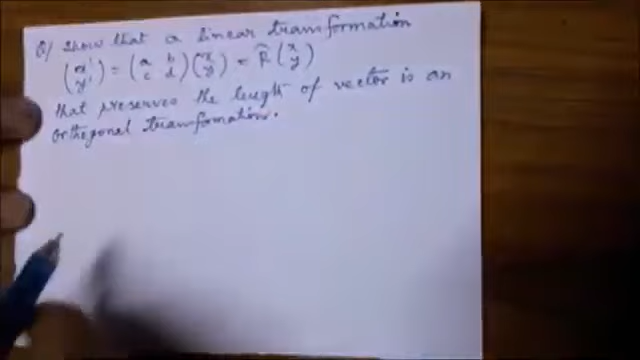 Q/ Show that a linear transformation
(x' y') = (a b c d)(x y) = R̂ (x y)
that preserves the length of vector is an
orthogonal transformation.